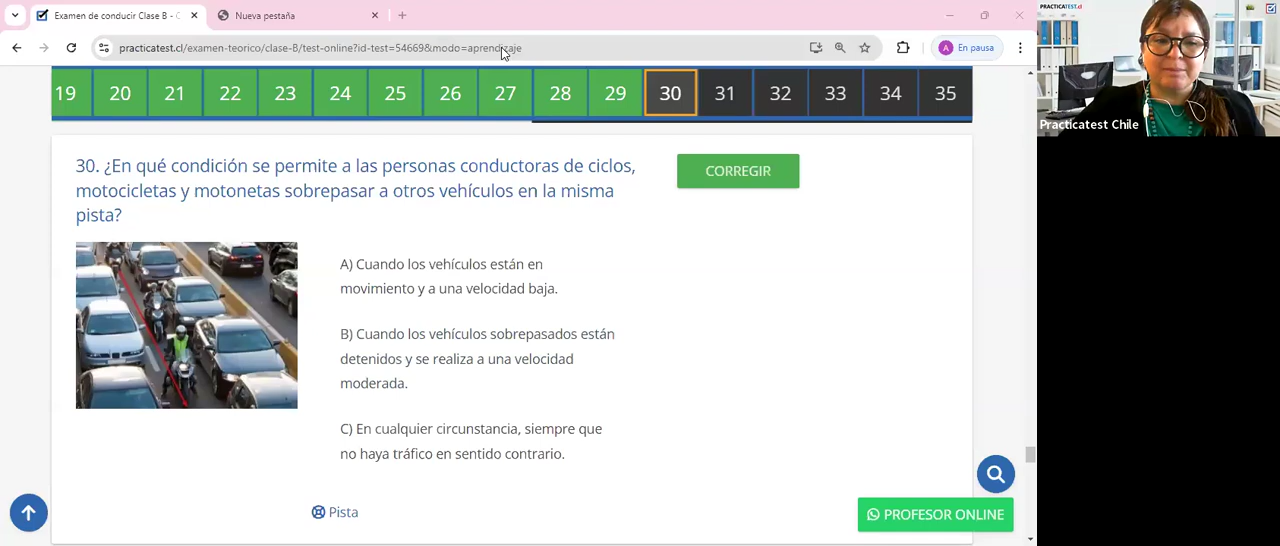 Examen de conducir Clase B - C
Nueva pestaña
practicatest.cl/examen-teorico/clase-B/test-online?id-test=54669&modo=aprendizaje
A
En pausa
19 20 21 22 23 24 25 26 27 28 29 30 31 32 33 34 35
30. ¿En qué condición se permite a las personas conductoras de ciclos,
motocicletas y motonetas sobrepasar a otros vehículos en la misma
pista?
CORREGIR
A) Cuando los vehículos están en
movimiento y a una velocidad baja.
B) Cuando los vehículos sobrepasados están
detenidos y se realiza a una velocidad
moderada.
C) En cualquier circunstancia, siempre que
no haya tráfico en sentido contrario.
Pista
PROFESOR ONLINE
PRACTICATEST.cl
Practicatest Chile